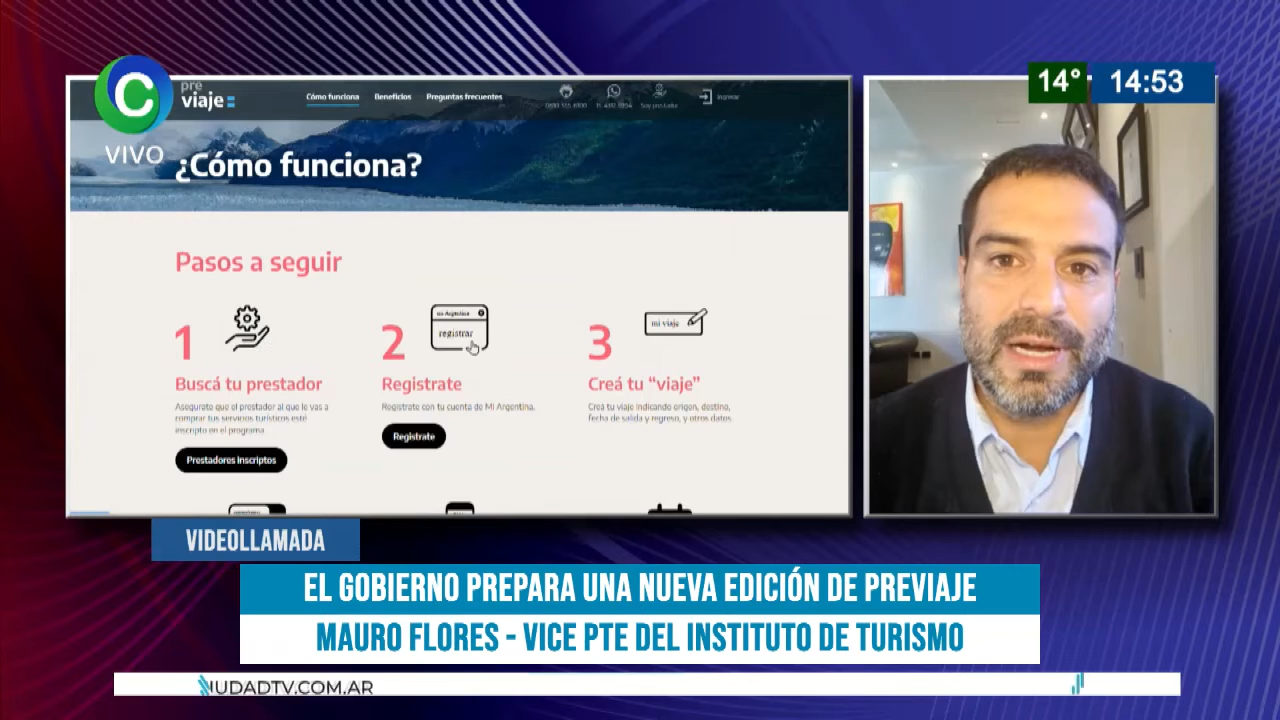 14°
14:53
C
VIVO
pre
viaje
Cómo funciona
Beneficios
Preguntas frecuentes
Ingresar
¿Cómo funciona?
Pasos a seguir
1
mi Argentina
registrar
2
mi viaje
3
Buscá tu prestador
Registrate
Creá tu “viaje”
Asegurate que el prestador al que le vas a
comprar tus servicios turísticos esté
inscripto en el programa
Registrate con tu cuenta de Mi Argentina.
Creá tu viaje indicando origen, destino,
fecha de salida y regreso, y otros datos.
Registrate
Prestadores inscriptos
VIDEOLLAMADA
EL GOBIERNO PREPARA UNA NUEVA EDICIÓN DE PREVIAJE
MAURO FLORES - VICE PTE DEL INSTITUTO DE TURISMO
IUDADTV.COM.AR